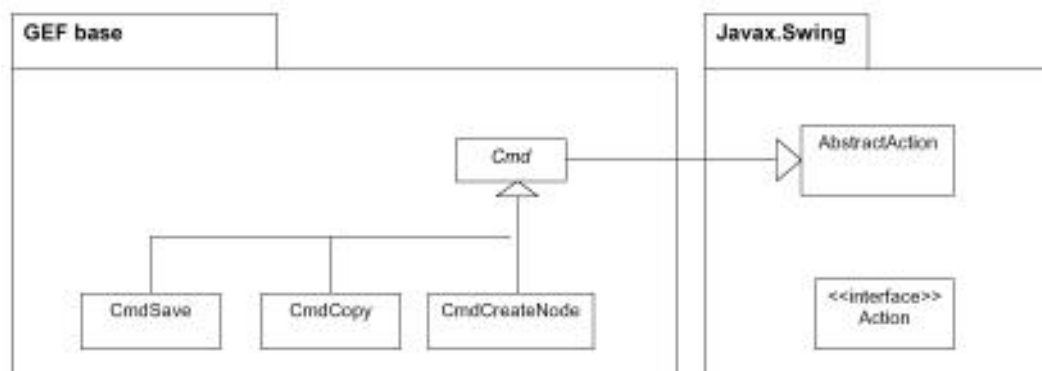 GEF base
Javax.Swing
Cmd
AbstractAction
CmdSave
CmdCopy
CmdCreateNode
<<interface>>
Action